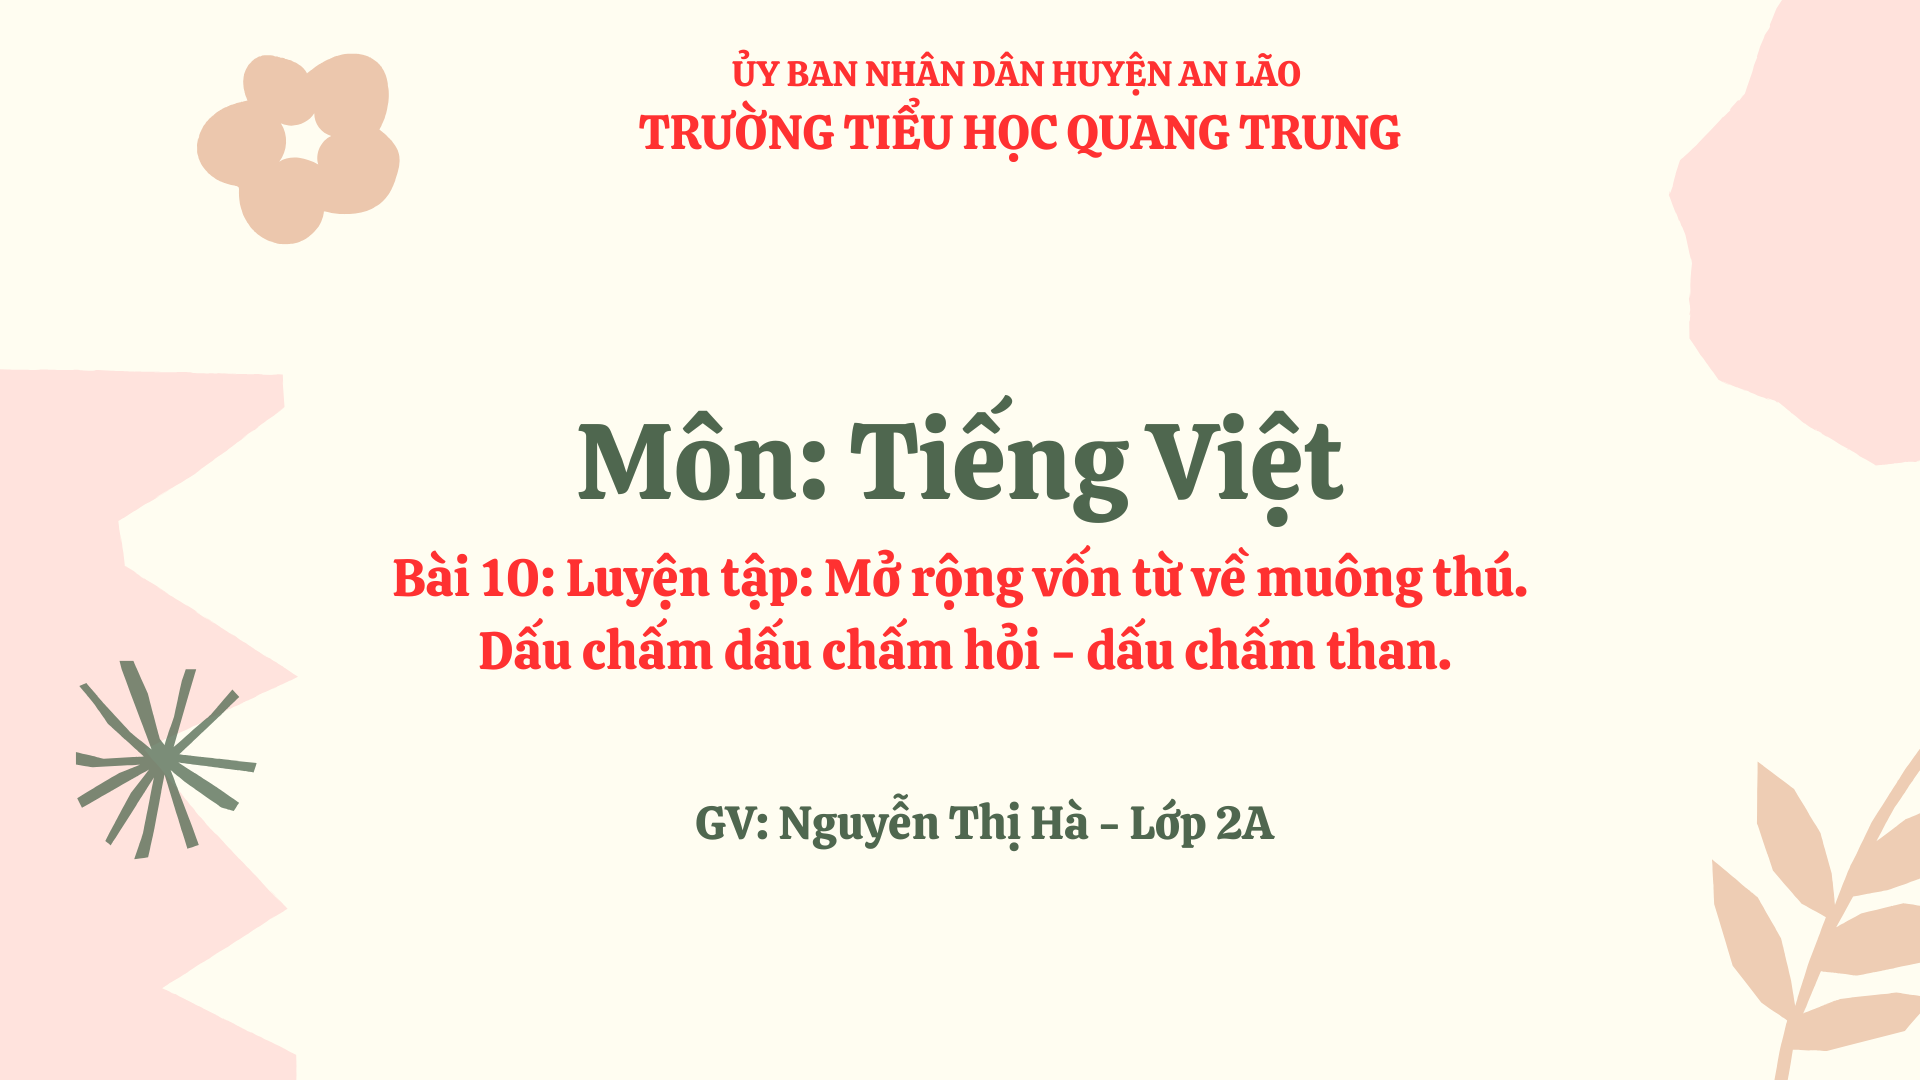 ỦY BAN NHÂN DÂN HUYỆN AN LÃO
TRƯỜNG TIỂU HỌC QUANG TRUNG
Môn: Tiếng Việt
Bài 10: Luyện tập: Mở rộng vốn từ về muông thú.
Dấu chấm dấu chấm hỏi - dấu chấm than.
GV: Nguyễn Thị Hà - Lớp 2A